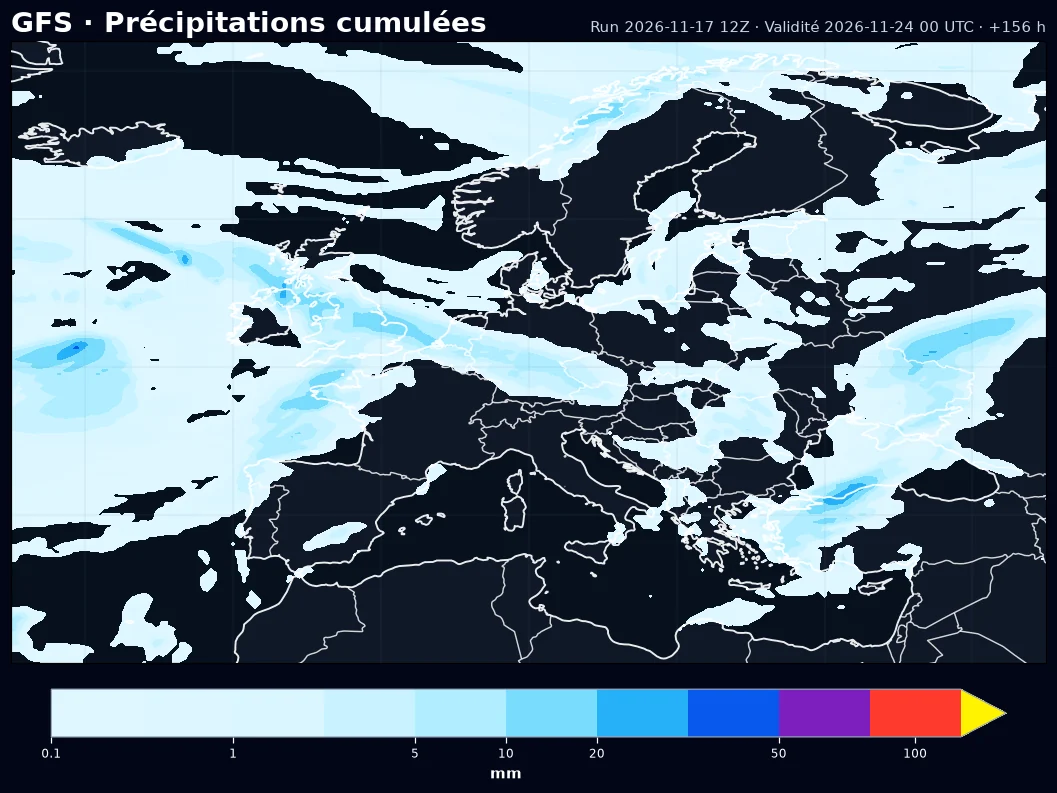 GFS · Précipitations cumulées
Run 2026-11-17 12Z · Validité 2026-11-24 00 UTC · +156 h
0.1 1 5 10 20 50 100
mm